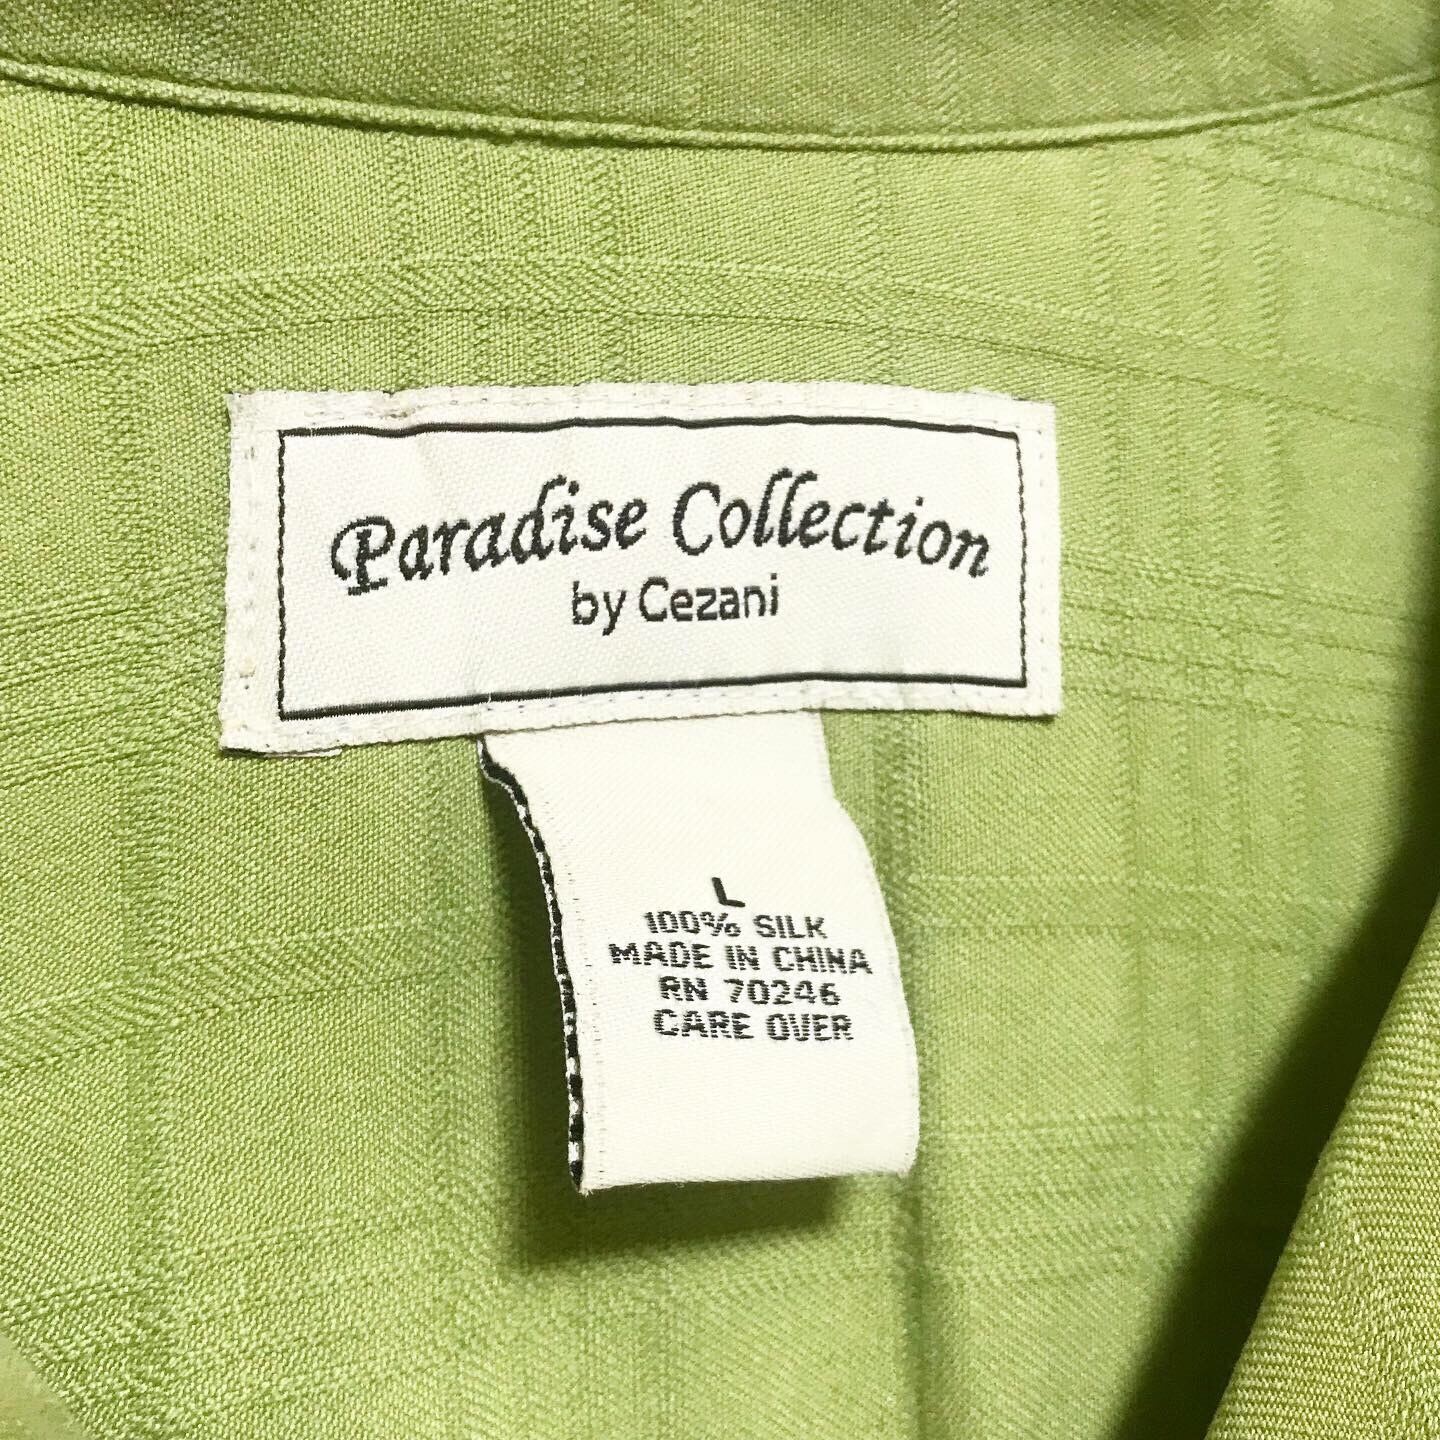 Paradise Collection
by Cezani
L
100% SILK
MADE IN CHINA
RN 70246
CARE OVER